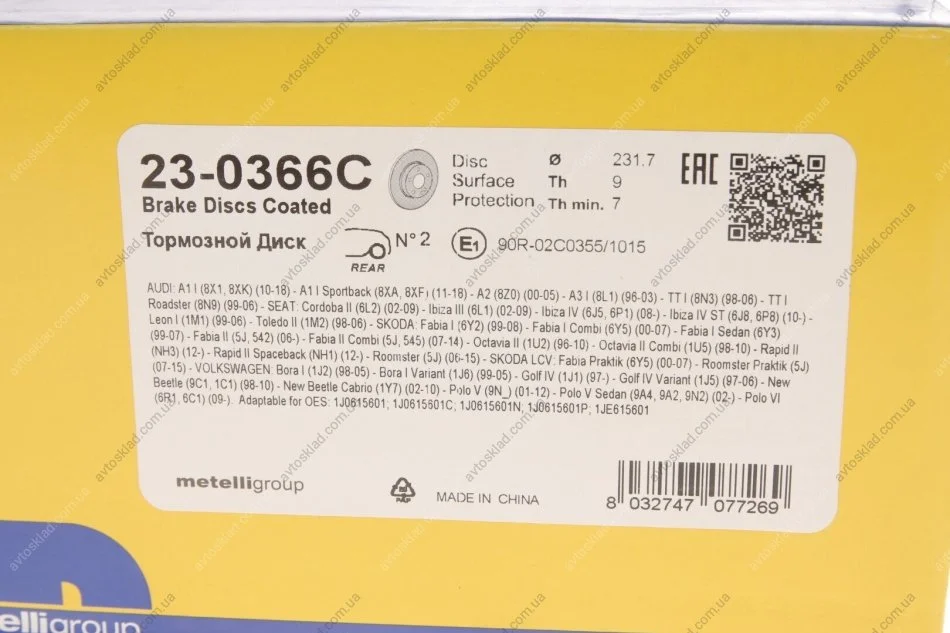 23-0366C
Brake Discs Coated
Disc Ø 231.7
Surface Th 9
Protection Th min. 7
EAC
Тормозной Диск
REAR
N° 2
E1
90R-02C0355/1015
AUDI: A1 I (8X1, 8XK) (10-18) - A1 I Sportback (8XA, 8XF) (11-18) - A2 (8Z0) (00-05) - A3 I (8L1) (96-03) - TT I (8N3) (98-06) - TT I
Roadster (8N9) (99-06) - SEAT: Cordoba II (6L2) (02-09) - Ibiza III (6L1) (02-09) - Ibiza IV (6J5, 6P1) (08-) - Ibiza IV ST (6J8, 6P8) (10-) -
Leon I (1M1) (99-06) - Toledo II (1M2) (98-06) - SKODA: Fabia I (6Y2) (99-08) - Fabia I Combi (6Y5) (00-07) - Fabia I Sedan (6Y3)
(99-07) - Fabia II (5J, 542) (06-) - Fabia II Combi (5J, 545) (07-14) - Octavia II (1U2) (96-10) - Octavia II Combi (1U5) (98-10) - Rapid II
(NH3) (12-) - Rapid II Spaceback (NH1) (12-) - Roomster (5J) (06-15) - SKODA LCV: Fabia Praktik (6Y5) (00-07) - Roomster Praktik (5J)
(07-15) - VOLKSWAGEN: Bora I (1J2) (98-05) - Bora I Variant (1J6) (99-05) - Golf IV (1J1) (97-) - Golf IV Variant (1J5) (97-06) - New
Beetle (9C1, 1C1) (98-10) - New Beetle Cabrio (1Y7) (02-10) - Polo V (9N_) (01-12) - Polo V Sedan (9A4, 9A2, 9N2) (02-) - Polo VI
(6R1, 6C1) (09-). Adaptable for OES: 1J0615601; 1J0615601C; 1J0615601N; 1J0615601P; 1JE615601
metelligroup
PAP
MADE IN CHINA
8 032747 077269
elligroup
avtosklad.com.ua